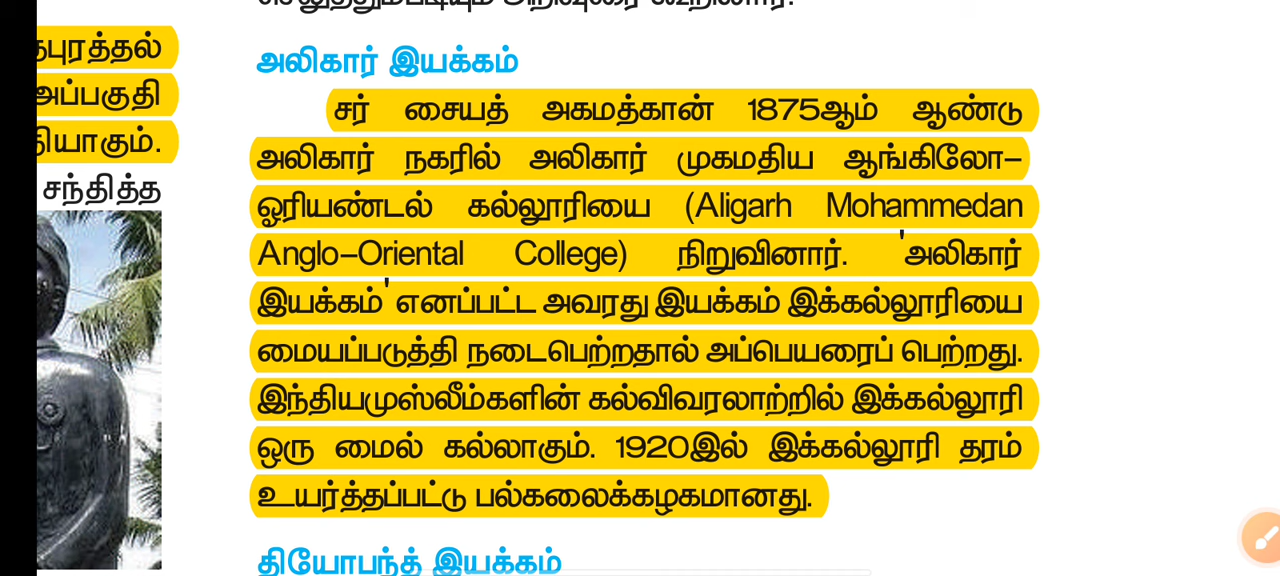 புரத்தல்
அப்பகுதி
யாகும்.
சந்தித்த
அலிகார் இயக்கம்
சர் சையத் அகமத்கான் 1875ஆம் ஆண்டு
அலிகார் நகரில் அலிகார் முகமதிய ஆங்கிலோ–
ஓரியண்டல் கல்லூரியை (Aligarh Mohammedan
Anglo–Oriental College) நிறுவினார். 'அலிகார்
இயக்கம்' எனப்பட்ட அவரது இயக்கம் இக்கல்லூரியை
மையப்படுத்தி நடைபெற்றதால் அப்பெயரைப் பெற்றது.
இந்தியமுஸ்லீம்களின் கல்விவரலாற்றில் இக்கல்லூரி
ஒரு மைல் கல்லாகும். 1920இல் இக்கல்லூரி தரம்
உயர்த்தப்பட்டு பல்கலைக்கழகமானது.
தியோபந்த் இயக்கம்